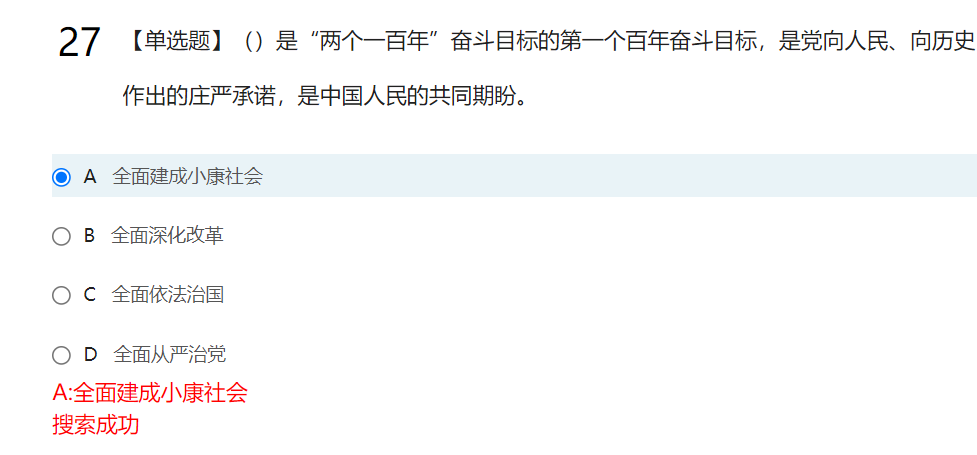 27 【单选题】（）是“两个一百年”奋斗目标的第一个百年奋斗目标，是党向人民、向历史
作出的庄严承诺，是中国人民的共同期盼。
A 全面建成小康社会
B 全面深化改革
C 全面依法治国
D 全面从严治党
A:全面建成小康社会
搜索成功